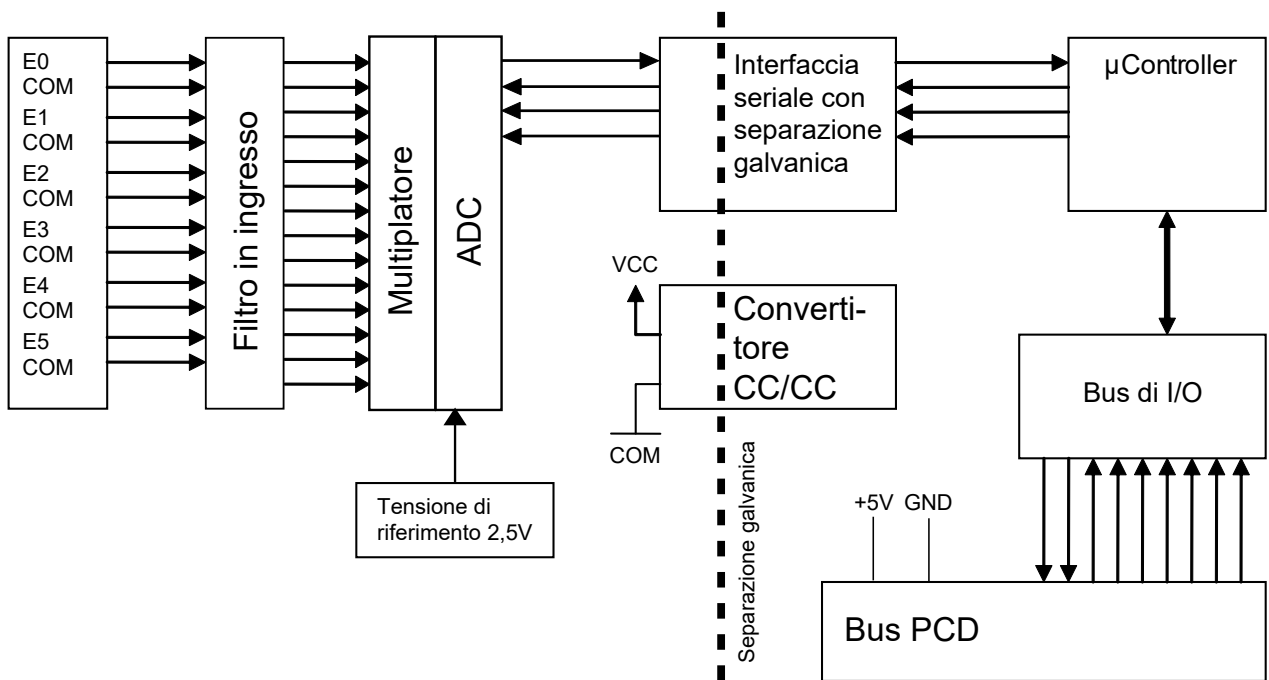 E0
COM
E1
COM
E2
COM
E3
COM
E4
COM
E5
COM
Filtro in ingresso
Multiplatore
ADC
Tensione di
riferimento 2,5V
Interfaccia
seriale con
separazione
galvanica
µController
VCC
COM
Converti-
tore
CC/CC
Separazione galvanica
Bus di I/O
+5V GND
Bus PCD